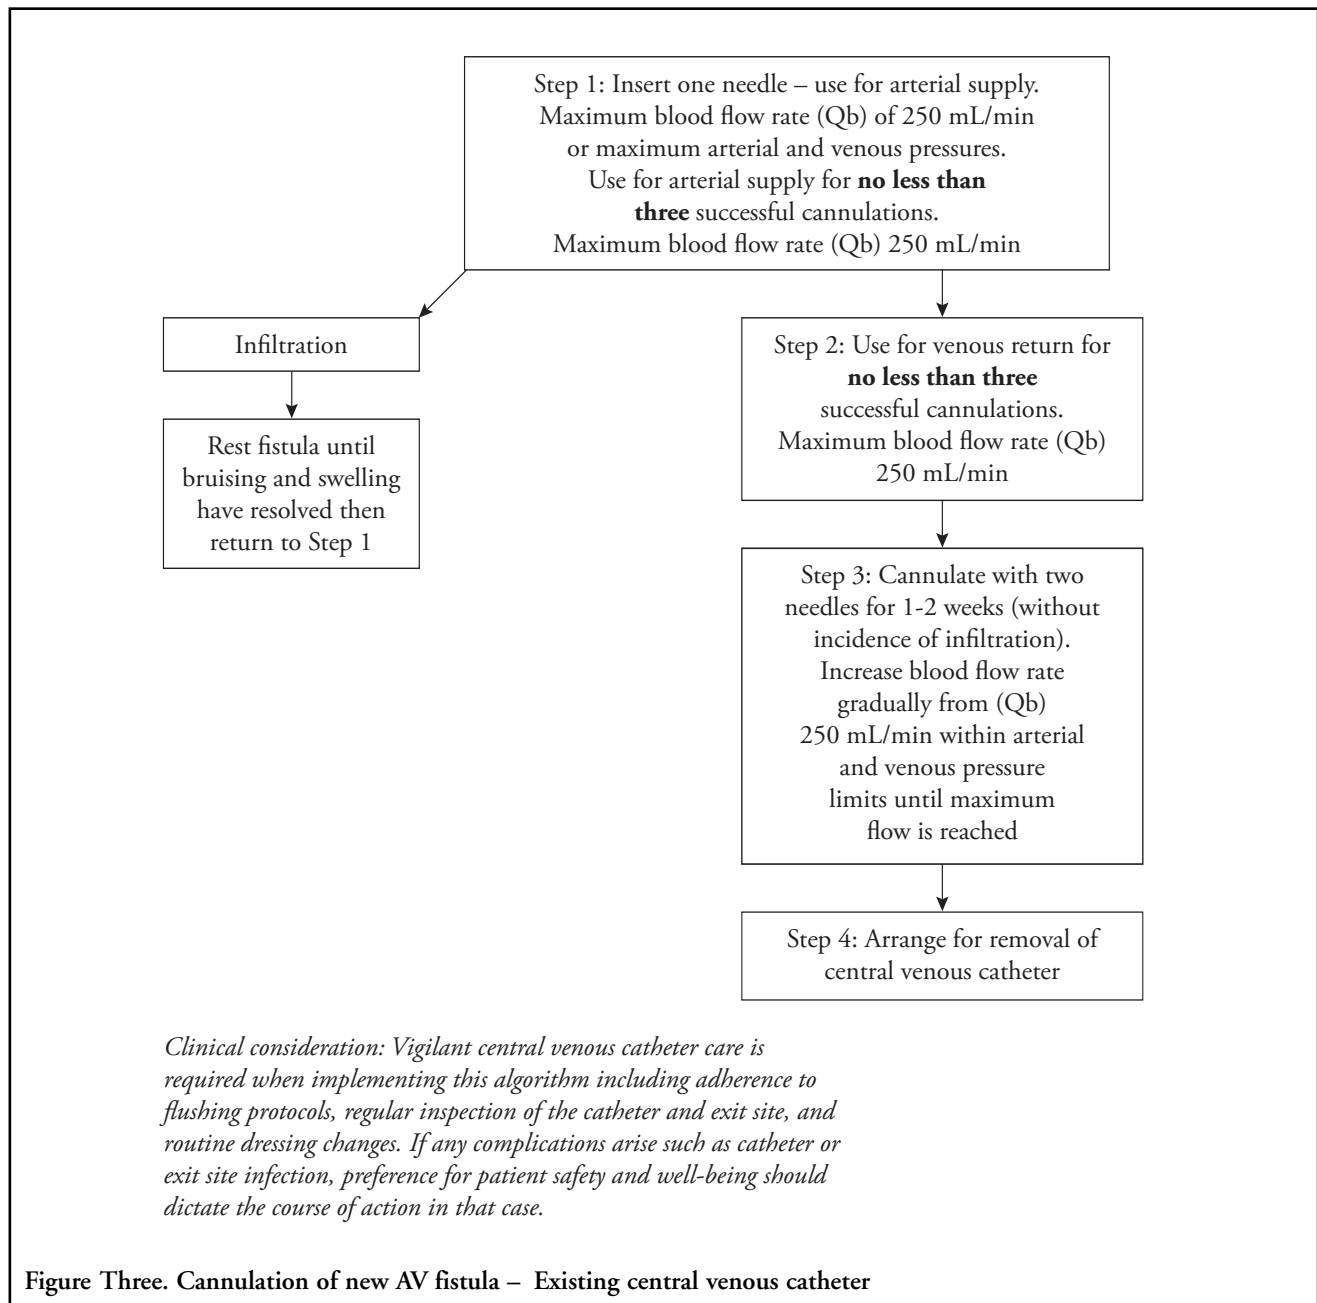 Step 1: Insert one needle – use for arterial supply.
Maximum blood flow rate (Qb) of 250 mL/min
or maximum arterial and venous pressures.
Use for arterial supply for no less than
three successful cannulations.
Maximum blood flow rate (Qb) 250 mL/min
Infiltration
Rest fistula until
bruising and swelling
have resolved then
return to Step 1
Step 2: Use for venous return for
no less than three
successful cannulations.
Maximum blood flow rate (Qb)
250 mL/min
Step 3: Cannulate with two
needles for 1-2 weeks (without
incidence of infiltration).
Increase blood flow rate
gradually from (Qb)
250 mL/min within arterial
and venous pressure
limits until maximum
flow is reached
Step 4: Arrange for removal of
central venous catheter
Clinical consideration: Vigilant central venous catheter care is
required when implementing this algorithm including adherence to
flushing protocols, regular inspection of the catheter and exit site, and
routine dressing changes. If any complications arise such as catheter or
exit site infection, preference for patient safety and well-being should
dictate the course of action in that case.
Figure Three. Cannulation of new AV fistula – Existing central venous catheter